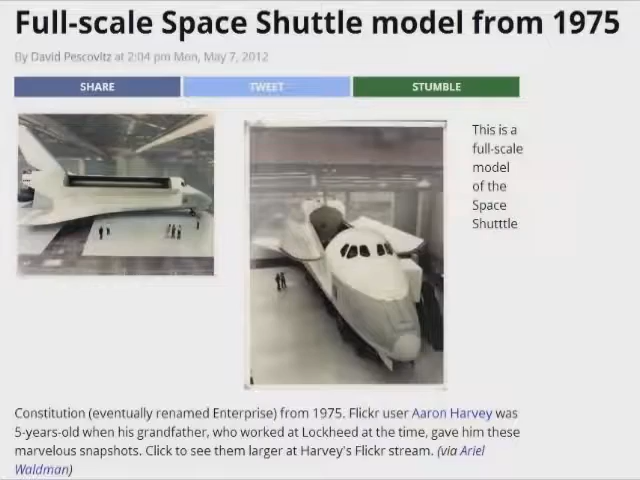 Full-scale Space Shuttle model from 1975
By David Pescovitz at 2:04 pm Mon, May 7, 2012
SHARE
TWEET
STUMBLE
This is a
full-scale
model
of the
Space
Shutttle
Constitution (eventually renamed Enterprise) from 1975. Flickr user Aaron Harvey was
5-years-old when his grandfather, who worked at Lockheed at the time, gave him these
marvelous snapshots. Click to see them larger at Harvey's Flickr stream. (via Ariel
Waldman)